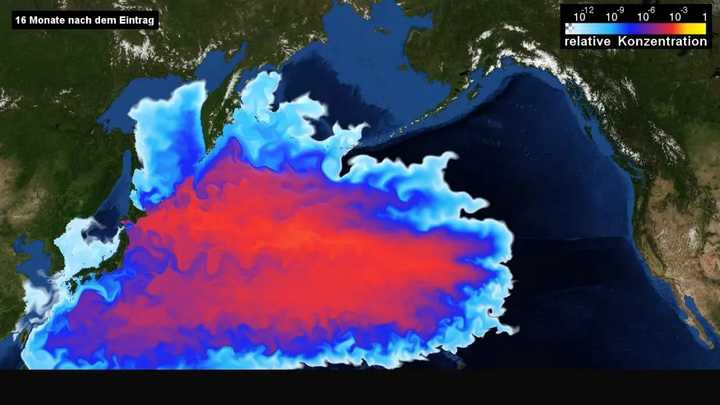 16 Monate nach dem Eintrag
10-12 10-9 10-6 10-3 1
relative Konzentration